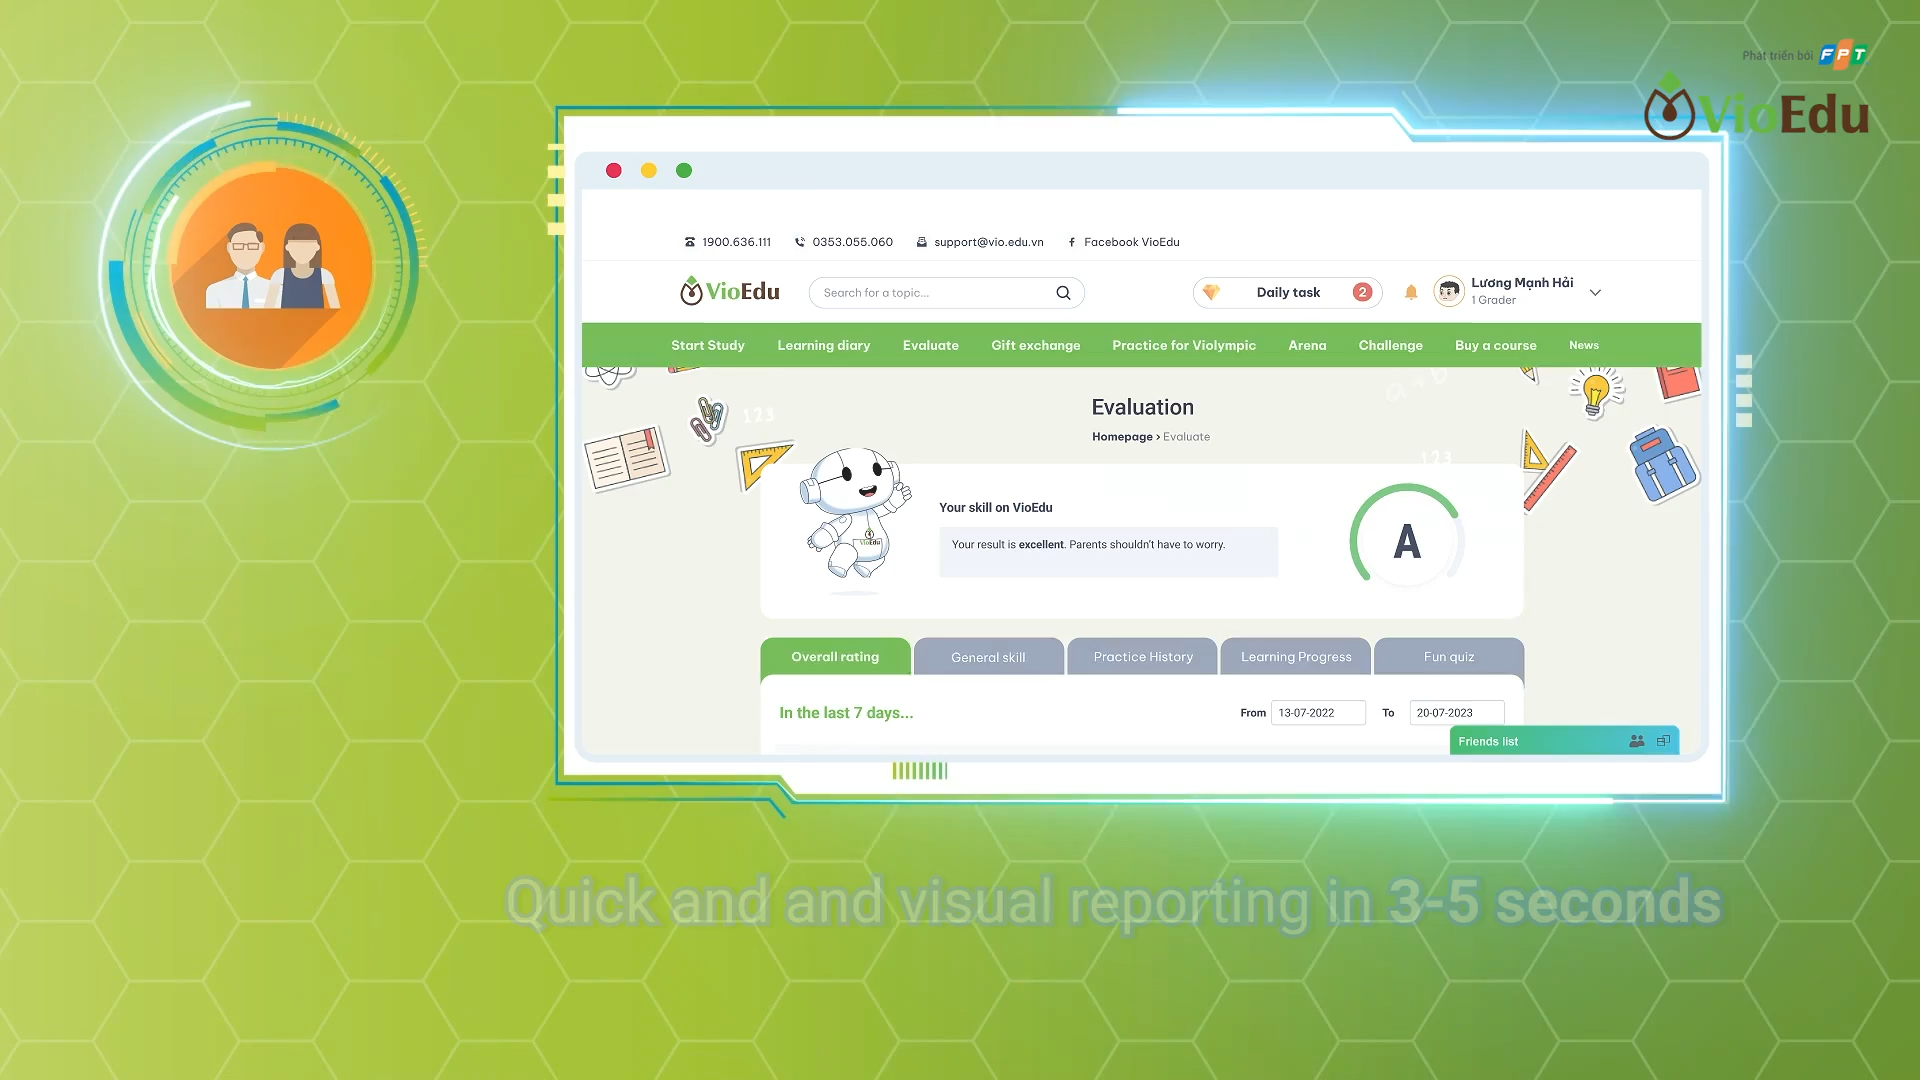 Phát triển bởi FPT
VioEdu
1900.636.111 0353.055.060 support@vio.edu.vn Facebook VioEdu
VioEdu Search for a topic... Daily task 2 Lương Mạnh Hải
1 Grader
Start Study Learning diary Evaluate Gift exchange Practice for Violympic Arena Challenge Buy a course News
123
a + b
Evaluation
Homepage > Evaluate
123
Your skill on VioEdu
Your result is excellent. Parents shouldn't have to worry.
VioEdu
A
Overall rating General skill Practice History Learning Progress Fun quiz
In the last 7 days... From 13-07-2022 To 20-07-2023
Friends list
Quick and and visual reporting in 3-5 seconds